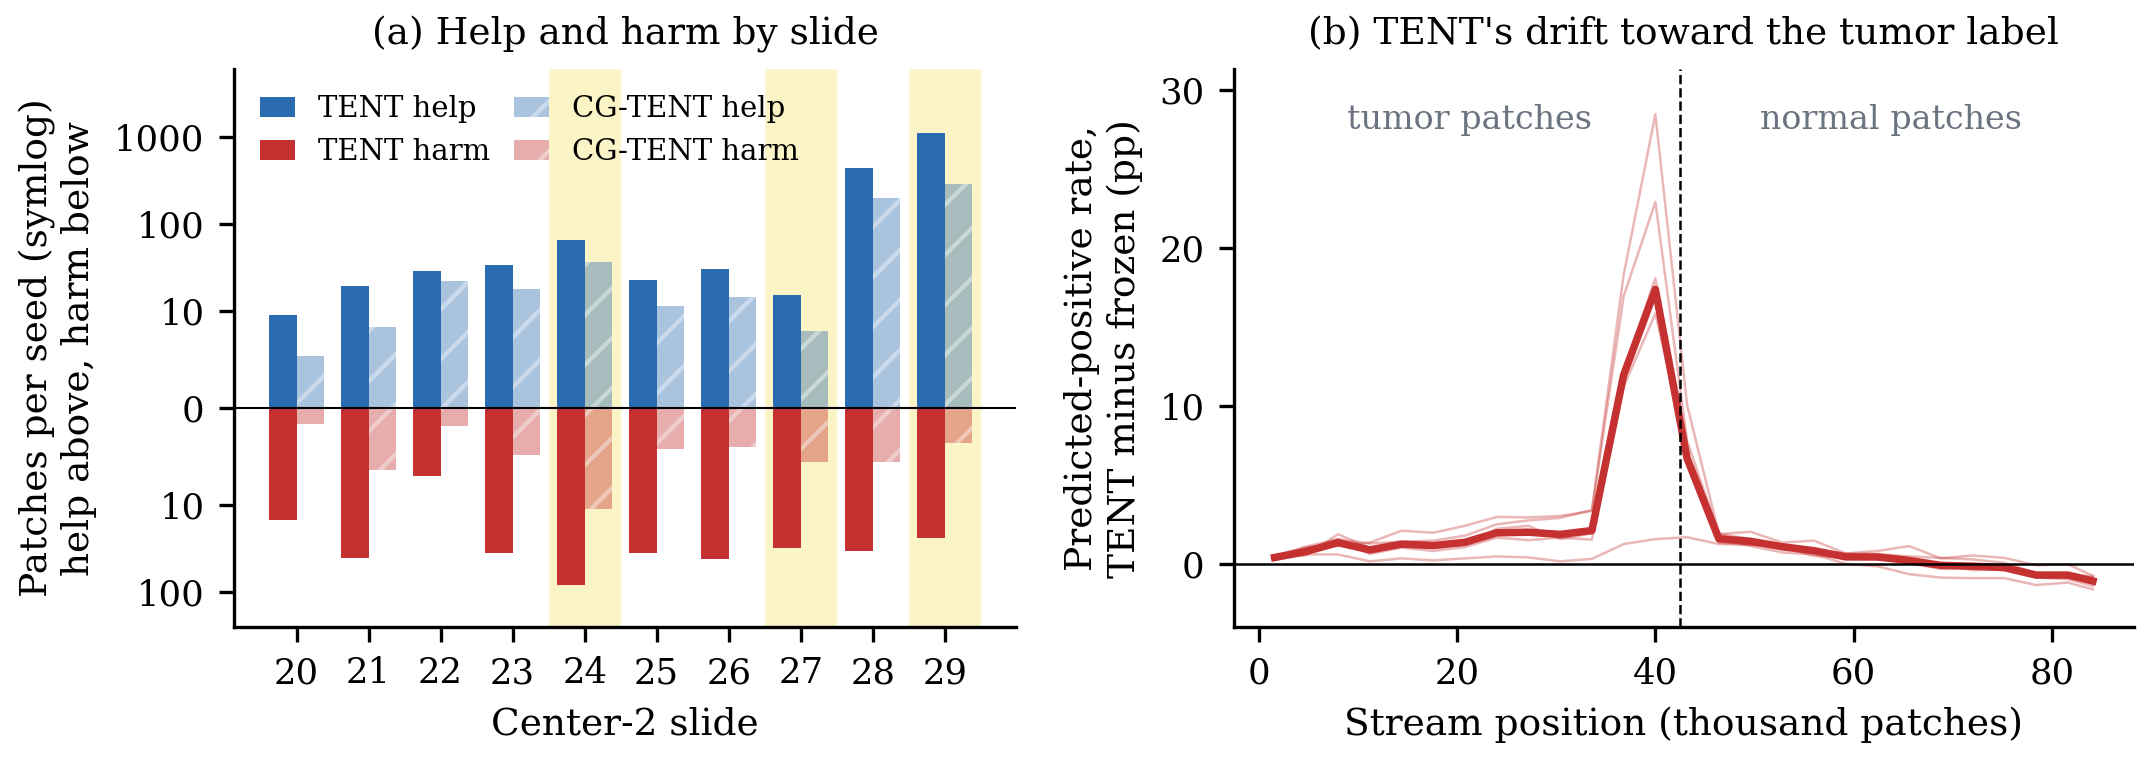 (a) Help and harm by slide
TENT help
TENT harm
CG-TENT help
CG-TENT harm
Patches per seed (symlog)
help above, harm below
1000
100
10
0
10
100
20 21 22 23 24 25 26 27 28 29
Center-2 slide
(b) TENT's drift toward the tumor label
tumor patches
normal patches
Predicted-positive rate,
TENT minus frozen (pp)
30
20
10
0
0 20 40 60 80
Stream position (thousand patches)